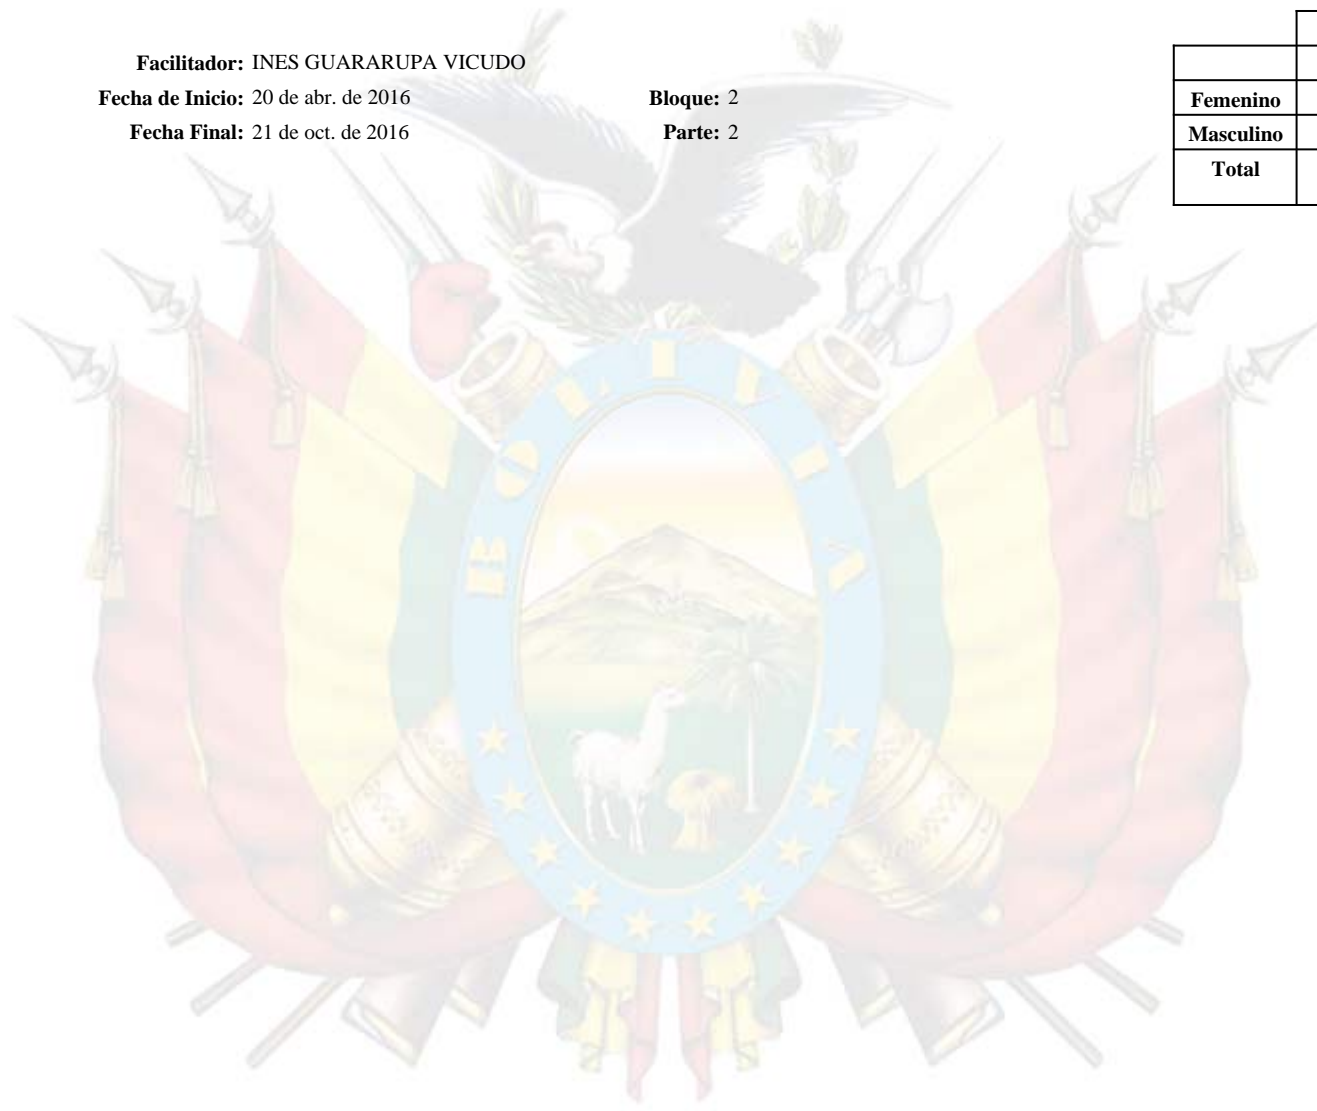 Facilitador: INES GUARARUPA VICUDO
Fecha de Inicio: 20 de abr. de 2016 Bloque: 2
Fecha Final: 21 de oct. de 2016 Parte: 2
Femenino
Masculino
Total
BOLIVIA